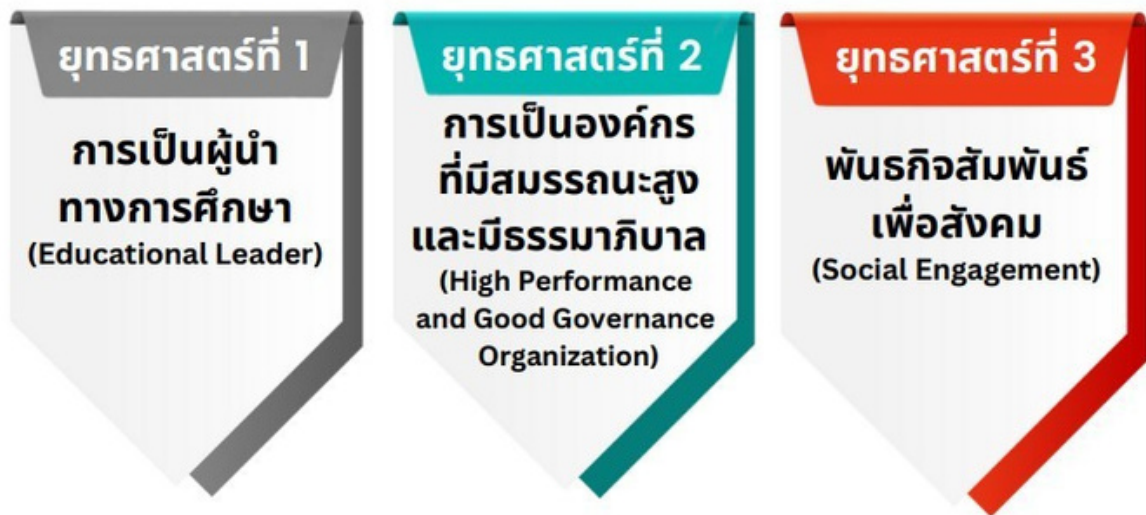 ยุทธศาสตร์ที่ 1
การเป็นผู้นำ
ทางการศึกษา
(Educational Leader)
ยุทธศาสตร์ที่ 2
การเป็นองค์กร
ที่มีสมรรถนะสูง
และมีธรรมาภิบาล
(High Performance
and Good Governance
Organization)
ยุทธศาสตร์ที่ 3
พันธกิจสัมพันธ์
เพื่อสังคม
(Social Engagement)